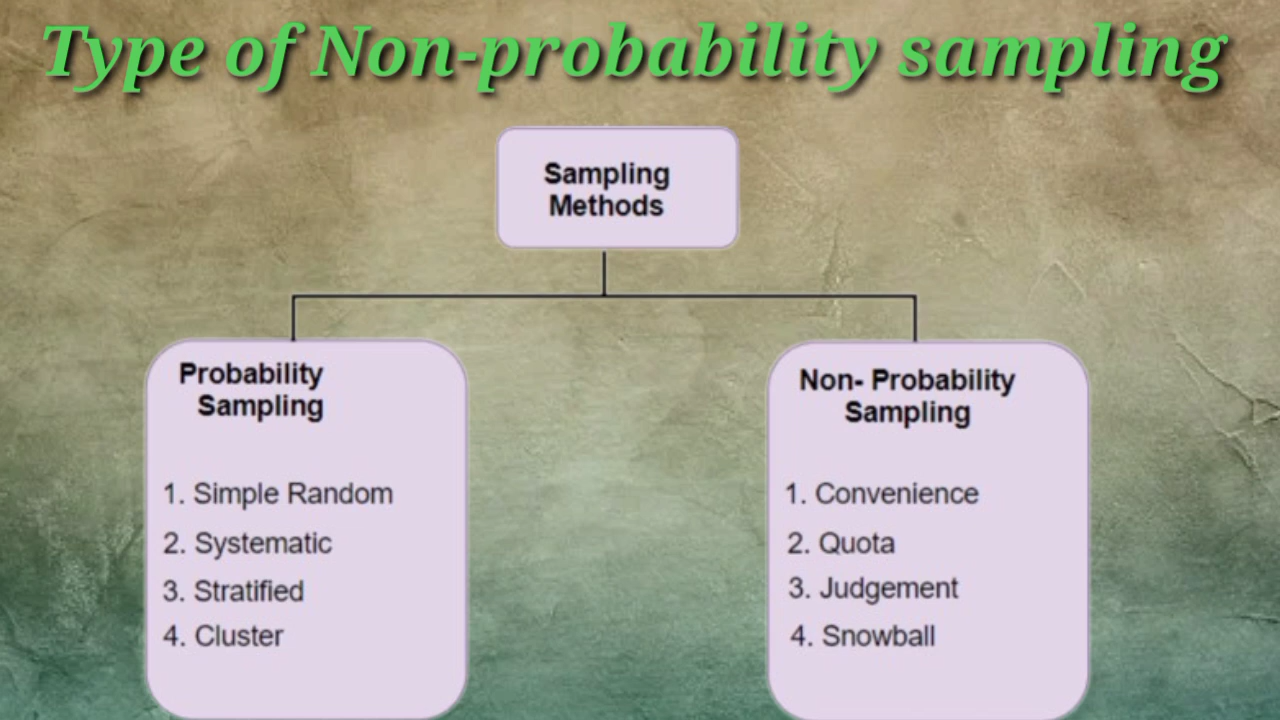 Type of Non-probability sampling
Sampling
Methods
Probability
Sampling
1. Simple Random
2. Systematic
3. Stratified
4. Cluster
Non- Probability
Sampling
1. Convenience
2. Quota
3. Judgement
4. Snowball